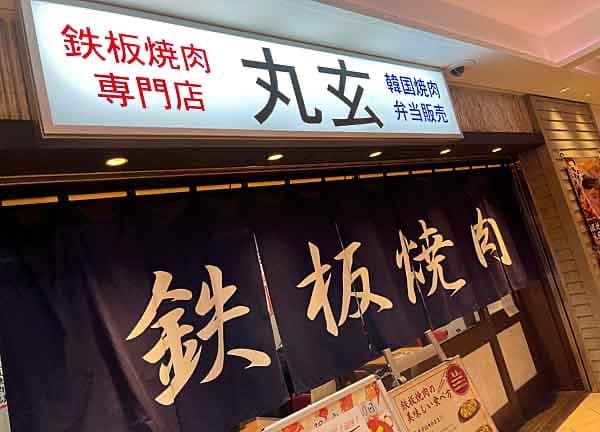 鉄板焼肉
専門店
丸玄
韓国焼肉
弁当販売
鉄板焼肉
鉄板焼肉の
美味しい食べ方